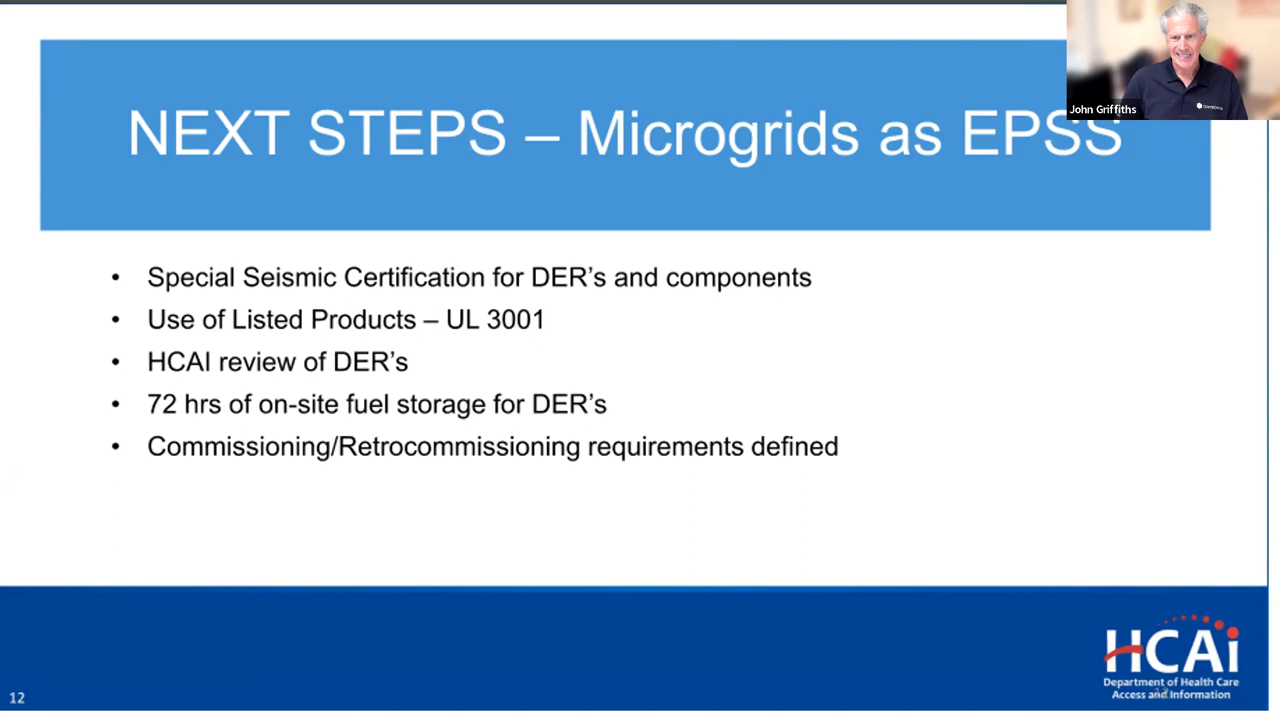 NEXT STEPS – Microgrids as EPSS
John Griffiths
• Special Seismic Certification for DER’s and components
• Use of Listed Products – UL 3001
• HCAI review of DER’s
• 72 hrs of on-site fuel storage for DER’s
• Commissioning/Retrocommissioning requirements defined
HCAi
Department of Health Care
Access and Information
12